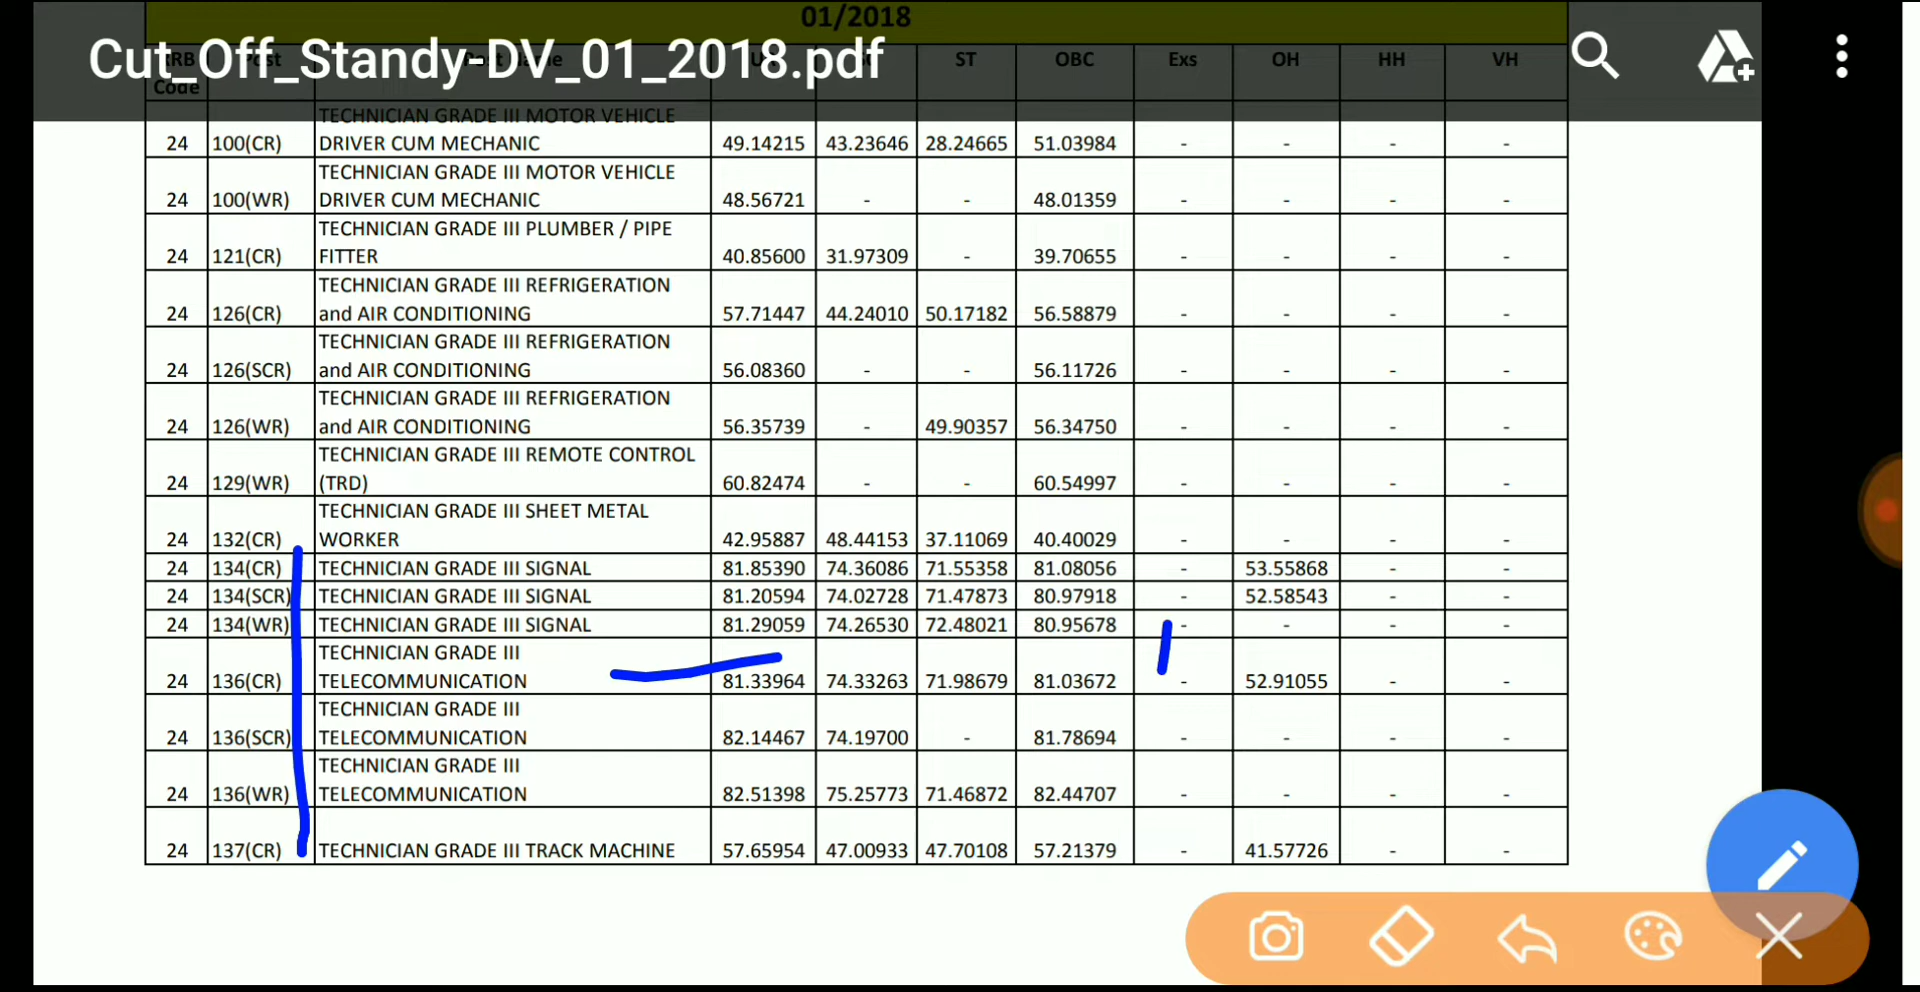 01/2018
Cut_Off_Standy-DV_01_2018.pdf
RRB Code Post Post Name UR SC ST OBC Exs OH HH VH
24 100(CR) TECHNICIAN GRADE III MOTOR VEHICLE DRIVER CUM MECHANIC 49.14215 43.23646 28.24665 51.03984 - - - -
24 100(WR) TECHNICIAN GRADE III MOTOR VEHICLE DRIVER CUM MECHANIC 48.56721 - - 48.01359 - - - -
24 121(CR) TECHNICIAN GRADE III PLUMBER / PIPE FITTER 40.85600 31.97309 - 39.70655 - - - -
24 126(CR) TECHNICIAN GRADE III REFRIGERATION and AIR CONDITIONING 57.71447 44.24010 50.17182 56.58879 - - - -
24 126(SCR) TECHNICIAN GRADE III REFRIGERATION and AIR CONDITIONING 56.08360 - - 56.11726 - - - -
24 126(WR) TECHNICIAN GRADE III REFRIGERATION and AIR CONDITIONING 56.35739 - 49.90357 56.34750 - - - -
24 129(WR) TECHNICIAN GRADE III REMOTE CONTROL (TRD) 60.82474 - - 60.54997 - - - -
24 132(CR) TECHNICIAN GRADE III SHEET METAL WORKER 42.95887 48.44153 37.11069 40.40029 - - - -
24 134(CR) TECHNICIAN GRADE III SIGNAL 81.85390 74.36086 71.55358 81.08056 - 53.55868 - -
24 134(SCR) TECHNICIAN GRADE III SIGNAL 81.20594 74.02728 71.47873 80.97918 - 52.58543 - -
24 134(WR) TECHNICIAN GRADE III SIGNAL 81.29059 74.26530 72.48021 80.95678 - - - -
24 136(CR) TECHNICIAN GRADE III TELECOMMUNICATION 81.33964 74.33263 71.98679 81.03672 - 52.91055 - -
24 136(SCR) TECHNICIAN GRADE III TELECOMMUNICATION 82.14467 74.19700 - 81.78694 - - - -
24 136(WR) TECHNICIAN GRADE III TELECOMMUNICATION 82.51398 75.25773 71.46872 82.44707 - - - -
24 137(CR) TECHNICIAN GRADE III TRACK MACHINE 57.65954 47.00933 47.70108 57.21379 - 41.57726 - -